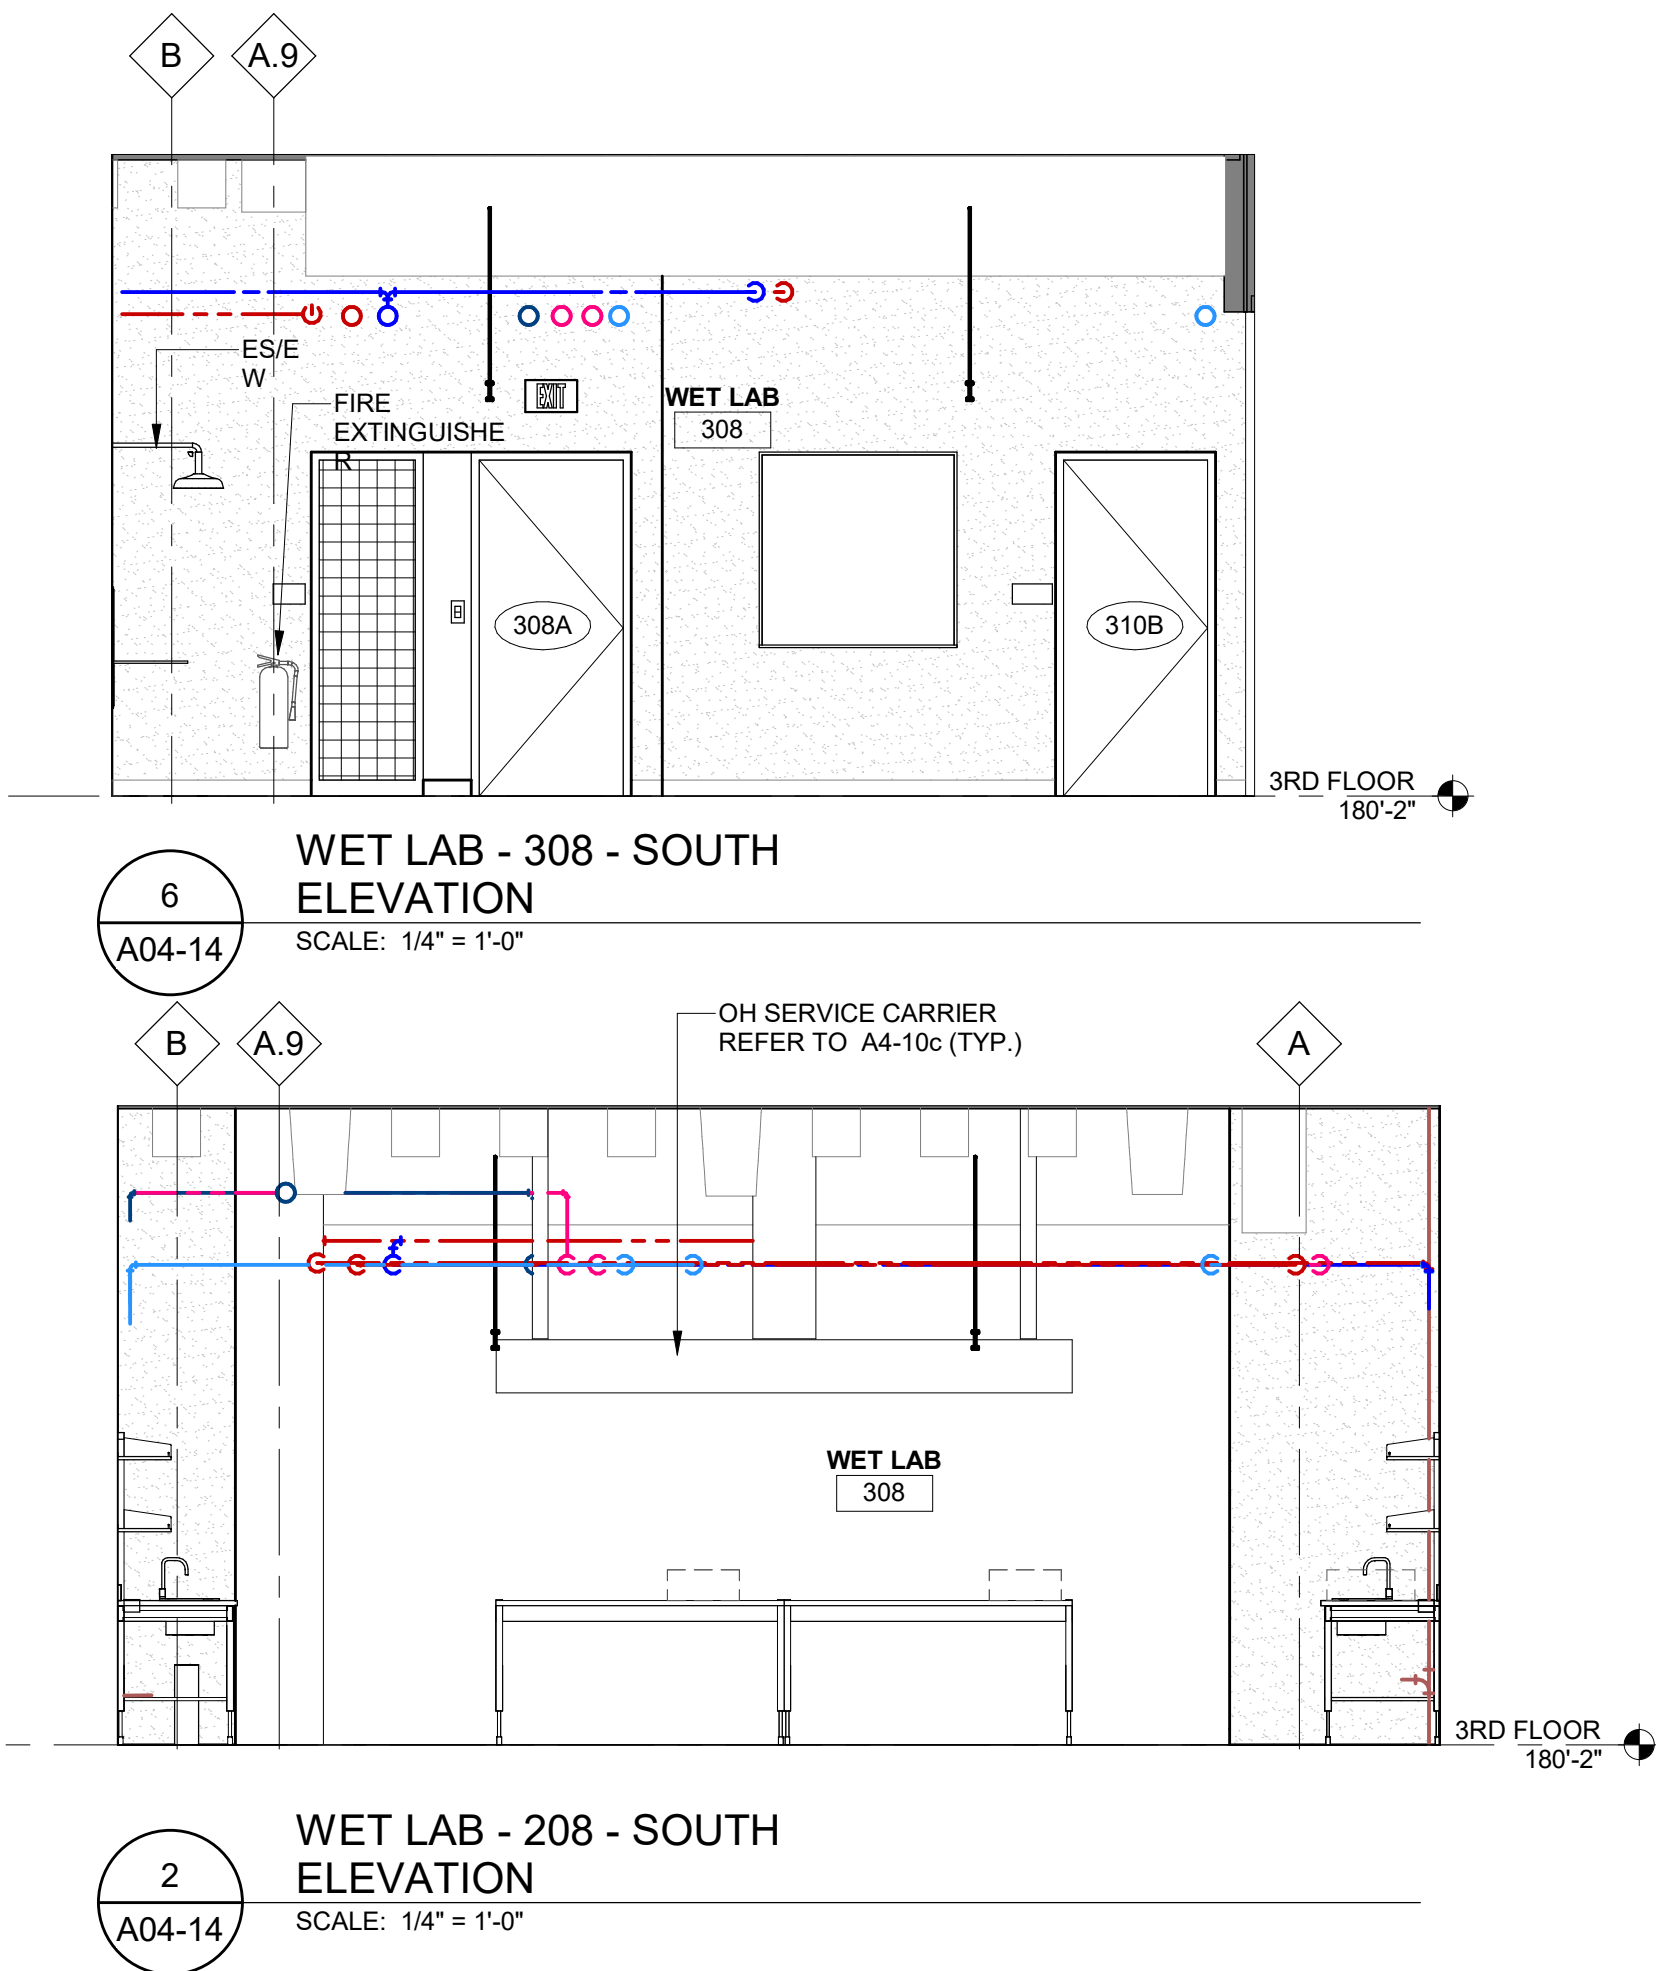 B
A.9
ES/E
W
FIRE
EXTINGUISHE
R
EXIT
WET LAB
308
308A
310B
3RD FLOOR
180'-2"
6
A04-14
WET LAB - 308 - SOUTH
ELEVATION
SCALE: 1/4" = 1'-0"
B
A.9
OH SERVICE CARRIER
REFER TO A4-10c (TYP.)
A
WET LAB
308
3RD FLOOR
180'-2"
2
A04-14
WET LAB - 208 - SOUTH
ELEVATION
SCALE: 1/4" = 1'-0"